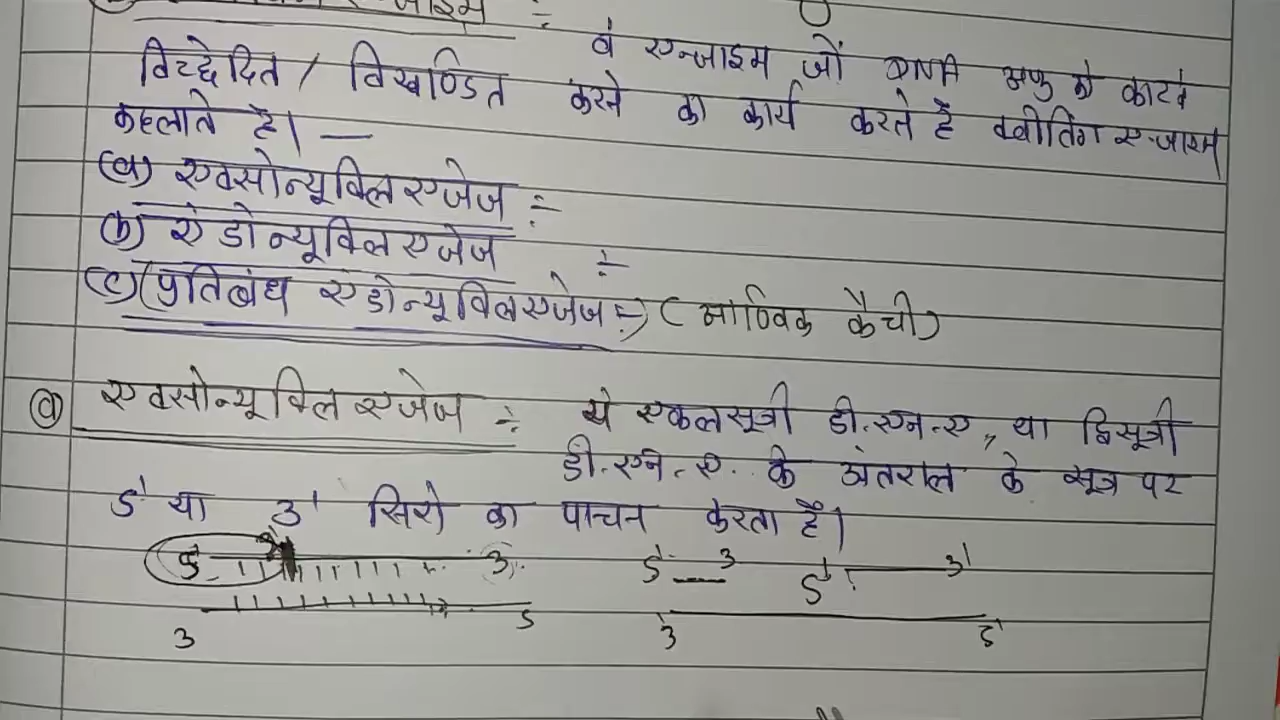 एन्जाइम ÷ वे एन्जाइम जों DNA अणु को काटने
विच्छेदित / विखण्डित करने का कार्य करते है क्लीविंग एन्जाइम
कहलाते है। —
(a) एक्सोन्यूक्लिएजेज ÷
(b) एंडोन्यूक्लिएजेज ÷
(c) (प्रतिबंध एंडोन्यूक्लिएजेज ÷) (आण्विक कैची)
(a) एक्सोन्यूक्लिएजेज ÷ ये एकलसूत्री डी.एन.ए, या द्विसूत्री
डी.एन.ए. के अंतराल के सूत्र पर
5' या 3' सिरो का पाचन करता है।
5' 3' 5' 3 5' 3'
3 5 3' 5'